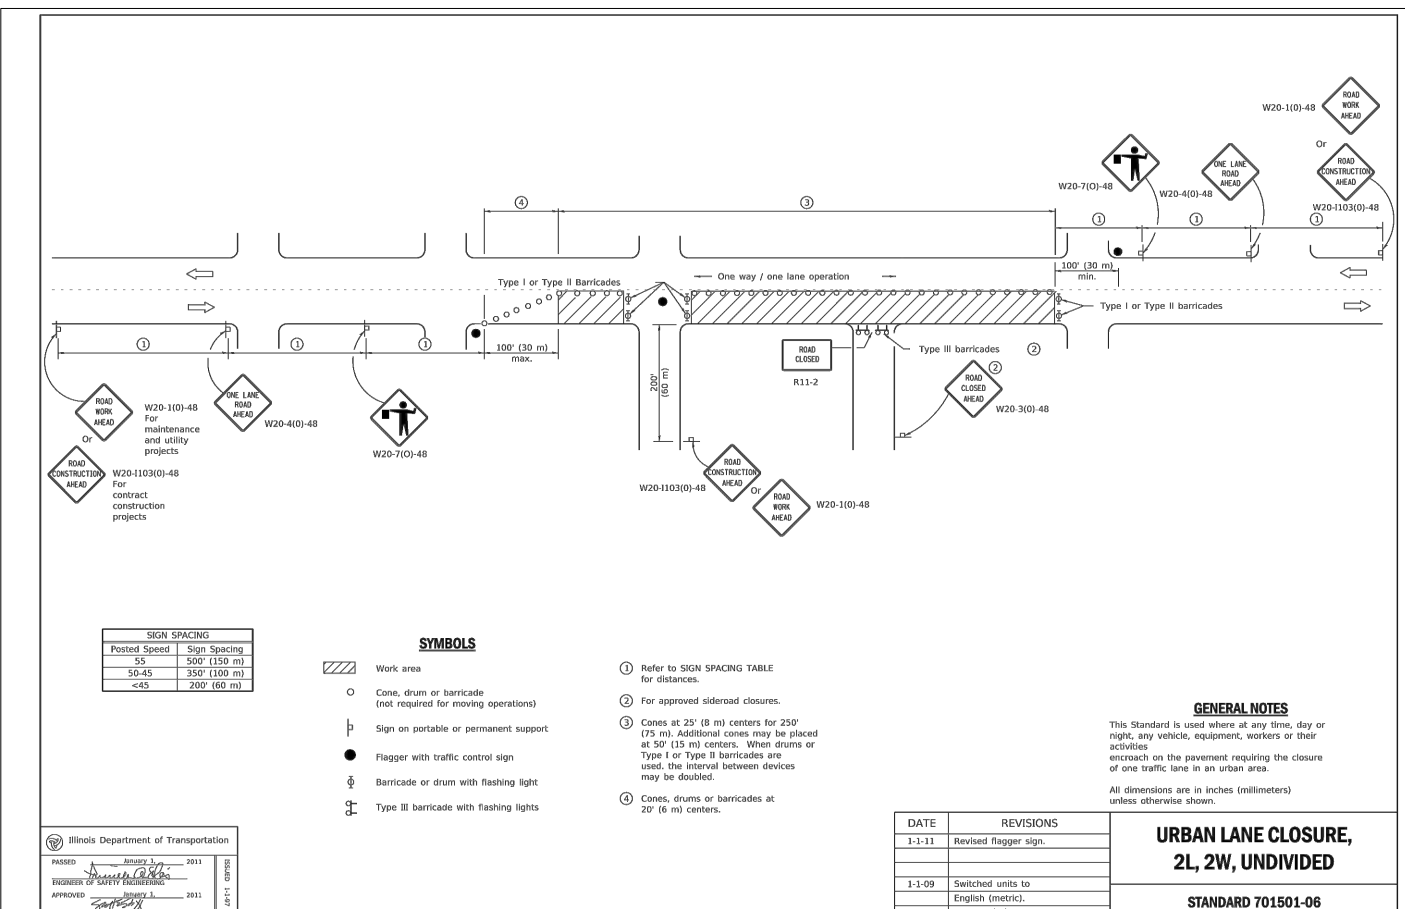 ROAD
WORK
AHEAD
W20-1(0)-48
Or
ROAD
CONSTRUCTION
AHEAD
W20-I103(0)-48
W20-7(O)-48
ONE LANE
ROAD
AHEAD
W20-4(0)-48
4
3
1
1
1
100' (30 m)
min.
Type I or Type II Barricades
One way / one lane operation
Type I or Type II barricades
1
1
1
100' (30 m)
max.
200'
(60 m)
ROAD
CLOSED
R11-2
Type III barricades
2
ROAD
CLOSED
AHEAD
2
W20-3(0)-48
ROAD
WORK
AHEAD
W20-1(0)-48
For
maintenance
and utility
projects
Or
ROAD
CONSTRUCTION
AHEAD
W20-I103(0)-48
For
contract
construction
projects
ONE LANE
ROAD
AHEAD
W20-4(0)-48
W20-7(O)-48
ROAD
CONSTRUCTION
AHEAD
W20-I103(0)-48
Or
ROAD
WORK
AHEAD
W20-1(0)-48
SIGN SPACING
Posted Speed Sign Spacing
55 500' (150 m)
50-45 350' (100 m)
<45 200' (60 m)
SYMBOLS
Work area
Cone, drum or barricade
(not required for moving operations)
Sign on portable or permanent support
Flagger with traffic control sign
Barricade or drum with flashing light
Type III barricade with flashing lights
1 Refer to SIGN SPACING TABLE
for distances.
2 For approved sideroad closures.
3 Cones at 25' (8 m) centers for 250'
(75 m). Additional cones may be placed
at 50' (15 m) centers. When drums or
Type I or Type II barricades are
used. the interval between devices
may be doubled.
4 Cones, drums or barricades at
20' (6 m) centers.
GENERAL NOTES
This Standard is used where at any time, day or
night, any vehicle, equipment, workers or their
activities
encroach on the pavement requiring the closure
of one traffic lane in an urban area.
All dimensions are in inches (millimeters)
unless otherwise shown.
Illinois Department of Transportation
PASSED January 1, 2011
ENGINEER OF SAFETY ENGINEERING
APPROVED January 1, 2011
ISSUED 1-1-97
DATE REVISIONS
1-1-11 Revised flagger sign.
1-1-09 Switched units to
English (metric).
URBAN LANE CLOSURE,
2L, 2W, UNDIVIDED
STANDARD 701501-06